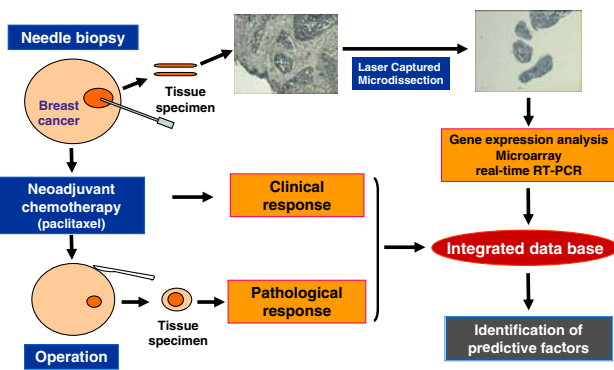 Needle biopsy
Breast
cancer
Tissue
specimen
Laser Captured
Microdissection
Gene expression analysis
Microarray
real-time RT-PCR
Neoadjuvant
chemotherapy
(paclitaxel)
Clinical
response
Integrated data base
Pathological
response
Tissue
specimen
Operation
Identification of
predictive factors